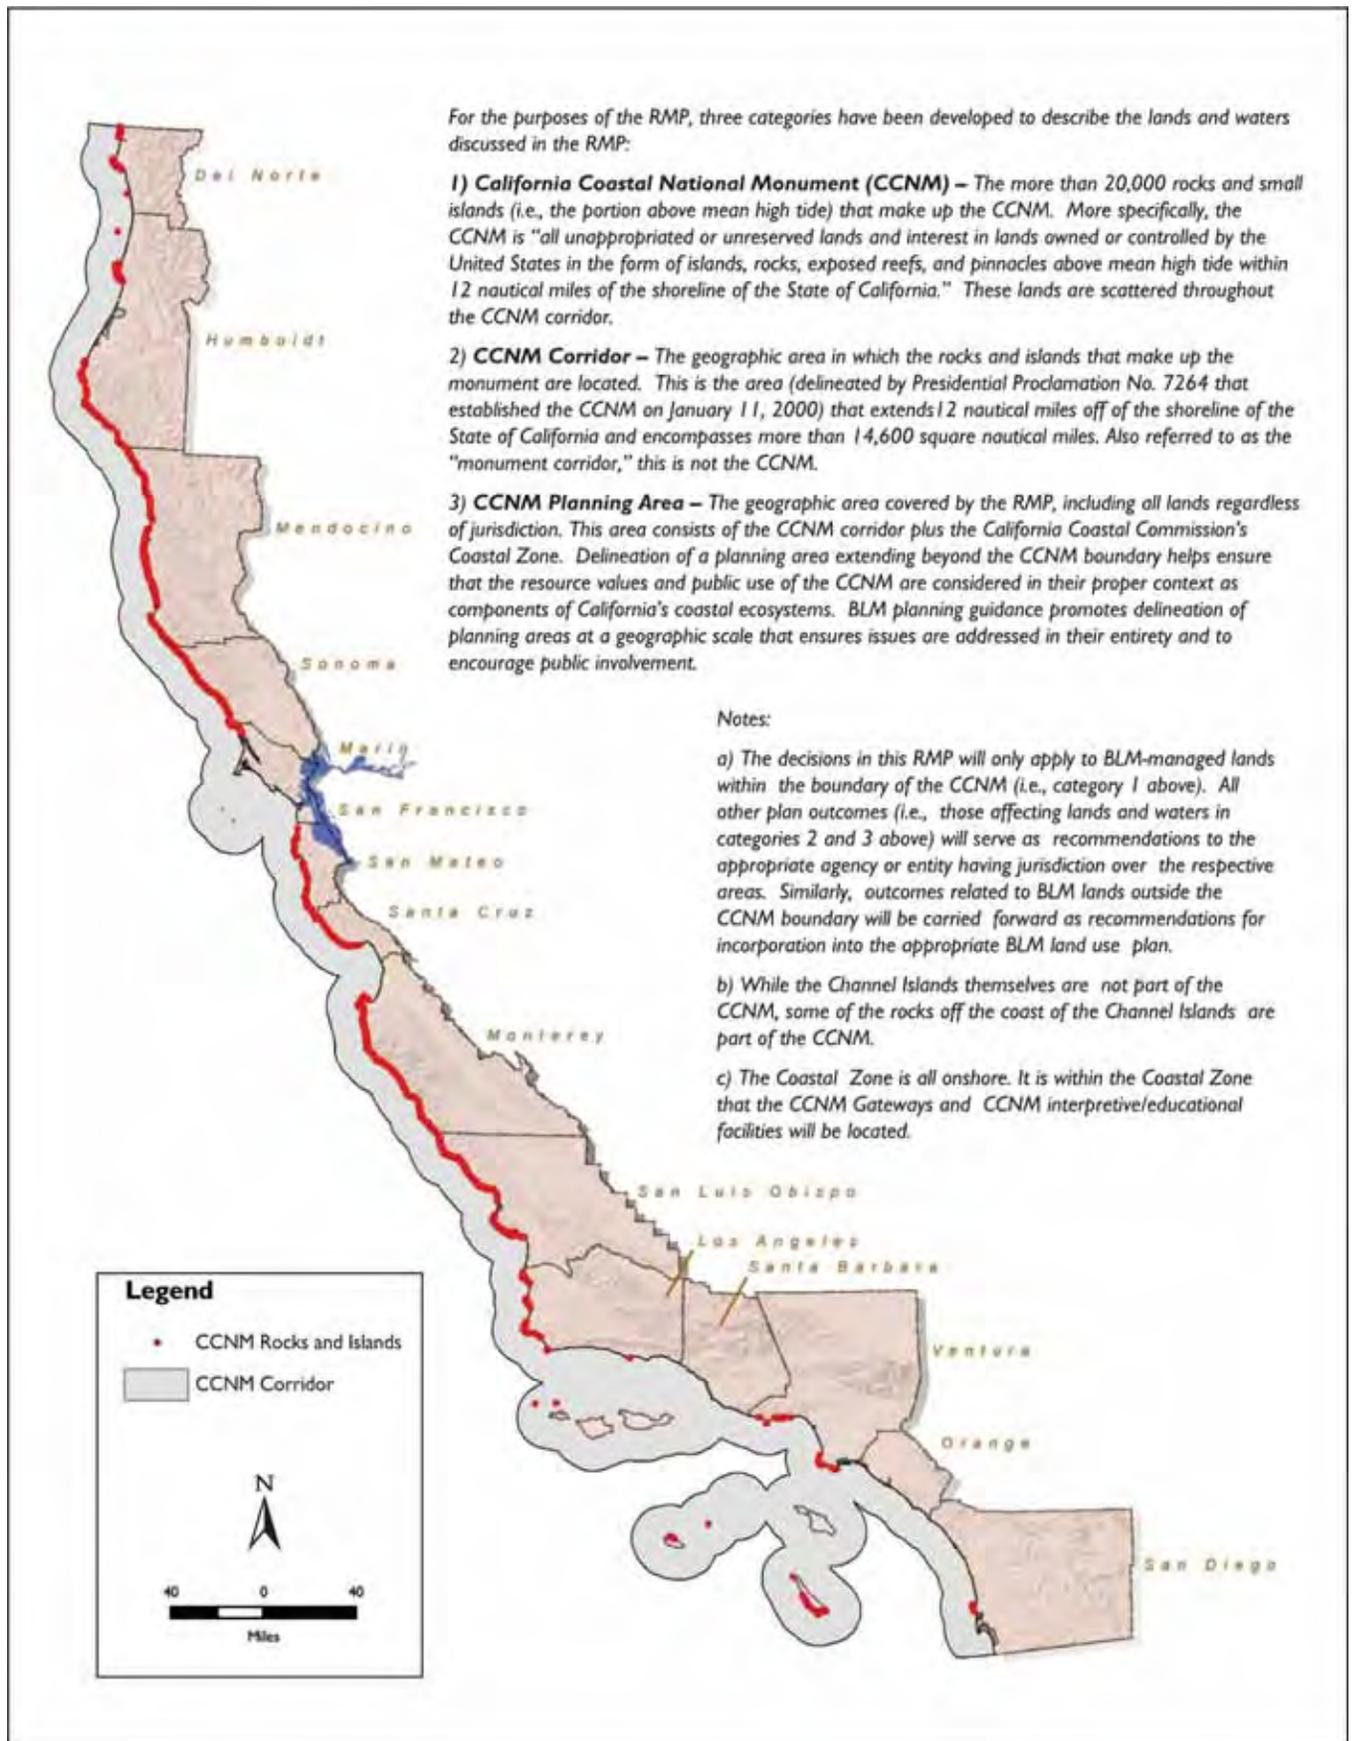 For the purposes of the RMP, three categories have been developed to describe the lands and waters
discussed in the RMP:
1) California Coastal National Monument (CCNM) – The more than 20,000 rocks and small
islands (i.e., the portion above mean high tide) that make up the CCNM. More specifically, the
CCNM is "all unappropriated or unreserved lands and interest in lands owned or controlled by the
United States in the form of islands, rocks, exposed reefs, and pinnacles above mean high tide within
12 nautical miles of the shoreline of the State of California." These lands are scattered throughout
the CCNM corridor.
2) CCNM Corridor – The geographic area in which the rocks and islands that make up the
monument are located. This is the area (delineated by Presidential Proclamation No. 7264 that
established the CCNM on January 11, 2000) that extends12 nautical miles off of the shoreline of the
State of California and encompasses more than 14,600 square nautical miles. Also referred to as the
"monument corridor," this is not the CCNM.
3) CCNM Planning Area – The geographic area covered by the RMP, including all lands regardless
of jurisdiction. This area consists of the CCNM corridor plus the California Coastal Commission's
Coastal Zone. Delineation of a planning area extending beyond the CCNM boundary helps ensure
that the resource values and public use of the CCNM are considered in their proper context as
components of California's coastal ecosystems. BLM planning guidance promotes delineation of
planning areas at a geographic scale that ensures issues are addressed in their entirety and to
encourage public involvement.
Notes:
a) The decisions in this RMP will only apply to BLM-managed lands
within the boundary of the CCNM (i.e., category 1 above). All
other plan outcomes (i.e., those affecting lands and waters in
categories 2 and 3 above) will serve as recommendations to the
appropriate agency or entity having jurisdiction over the respective
areas. Similarly, outcomes related to BLM lands outside the
CCNM boundary will be carried forward as recommendations for
incorporation into the appropriate BLM land use plan.
b) While the Channel Islands themselves are not part of the
CCNM, some of the rocks off the coast of the Channel Islands are
part of the CCNM.
c) The Coastal Zone is all onshore. It is within the Coastal Zone
that the CCNM Gateways and CCNM interpretive/educational
facilities will be located.
Del Norte
Humboldt
Mendocino
Sonoma
Marin
San Francisco
San Mateo
Santa Cruz
Monterey
San Luis Obispo
Los Angeles
Santa Barbara
Ventura
Orange
San Diego
Legend
CCNM Rocks and Islands
CCNM Corridor
N
40 0 40
Miles